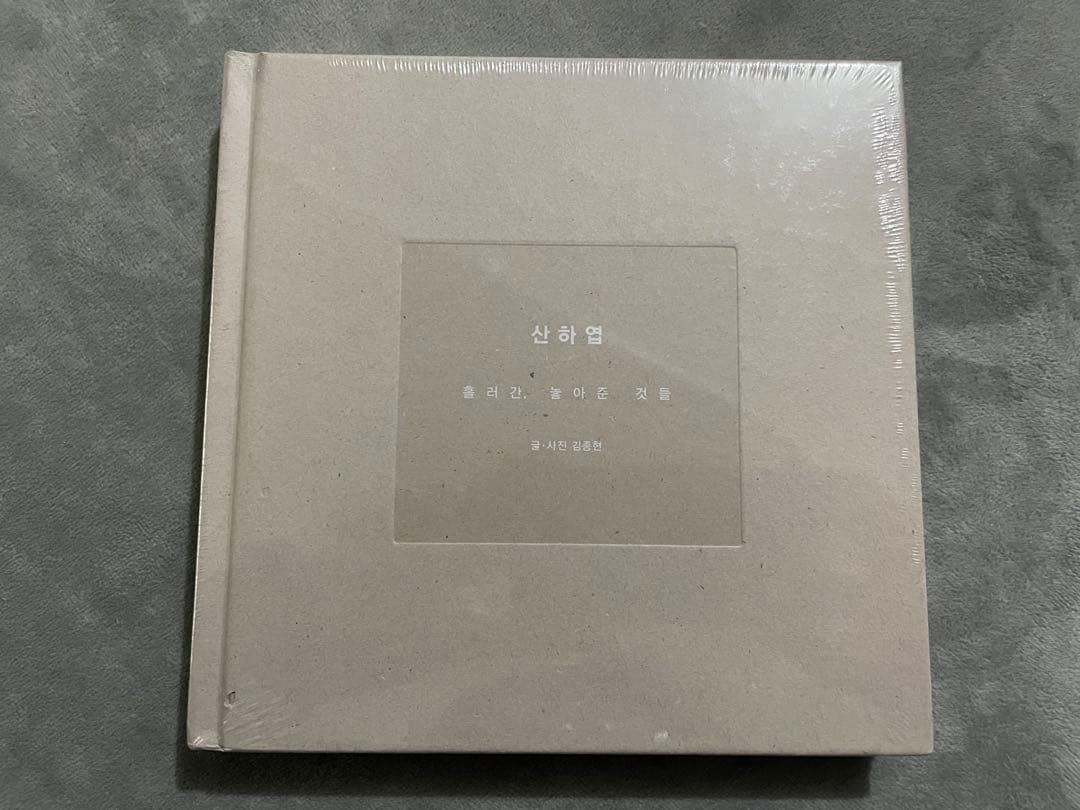 산하엽
흘러간, 놓아준 것들
글·사진 김종현